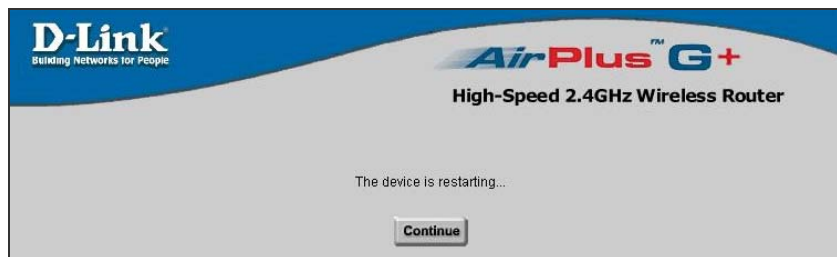 D-Link
Building Networks for People
AirPlus™ G+
High-Speed 2.4GHz Wireless Router
The device is restarting...
Continue